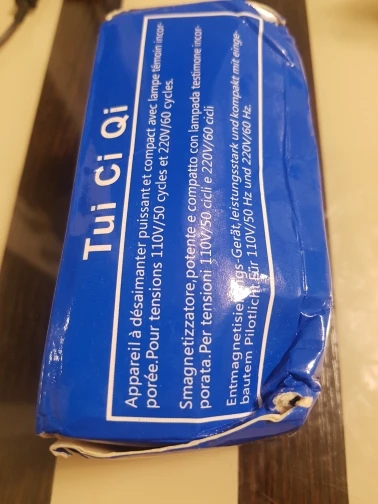 Tui Ci Qi
Appareil à désaimanter puissant et compact avec lampe témoin incor-
porée.Pour tensions 110V/50 cycles et 220V/60 cycles.
Smagnetizzatore,potente e compatto con lampada testimone incor-
porata.Per tensioni 110V/50 cicli e 220V/60 cicli
Entmagnetisierungs-Gerät,leistungsstark und kompakt mit einge-
bautem Pilotlicht.Für 110V/50 Hz und 220V/60 Hz.